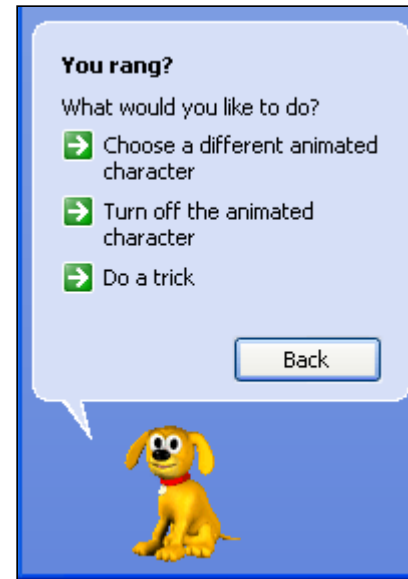 You rang?
What would you like to do?
Choose a different animated
character
Turn off the animated
character
Do a trick
Back